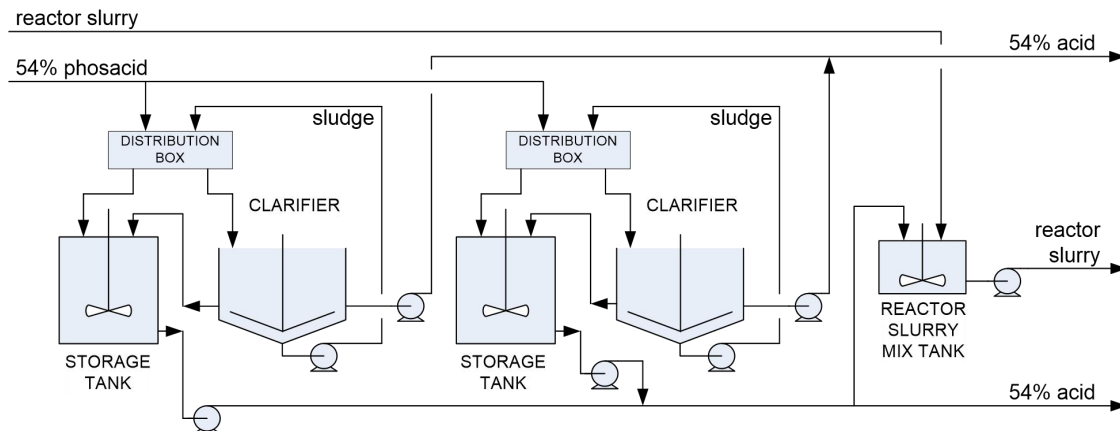 reactor slurry
54% acid
54% phosacid
sludge
sludge
DISTRIBUTION
BOX
DISTRIBUTION
BOX
CLARIFIER
CLARIFIER
reactor
slurry
REACTOR
SLURRY
MIX TANK
STORAGE
TANK
STORAGE
TANK
54% acid